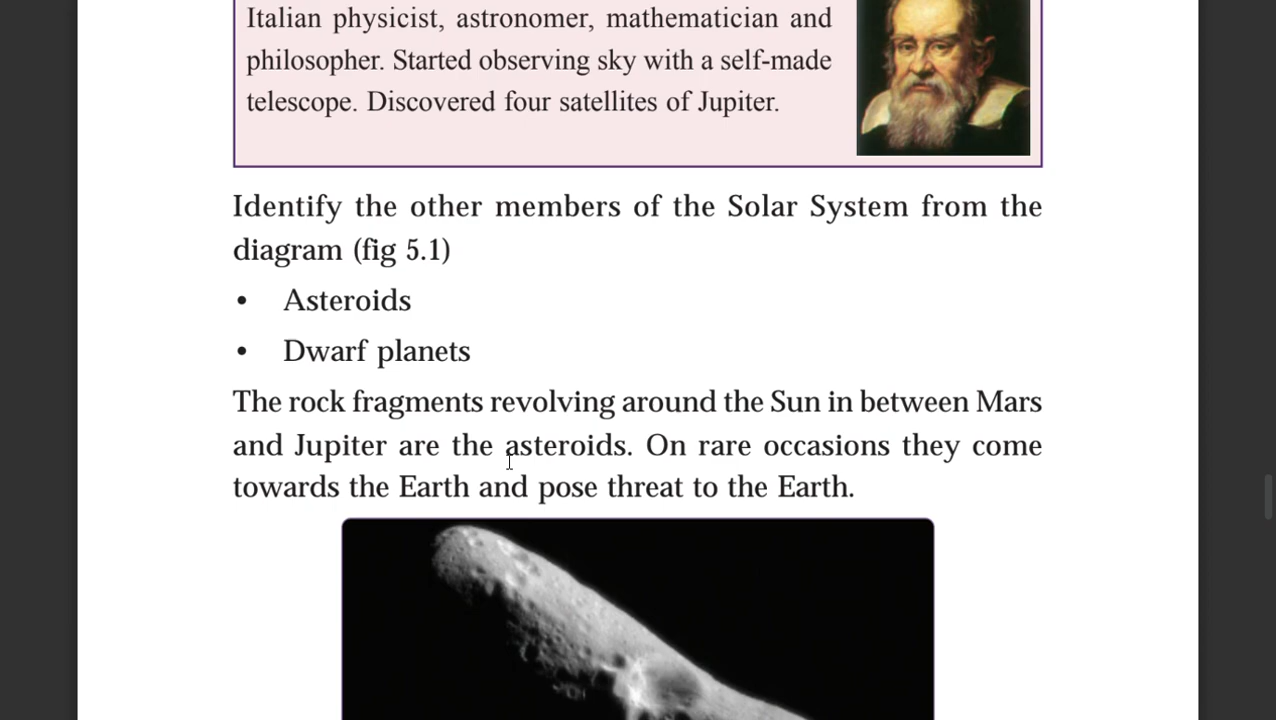 Italian physicist, astronomer, mathematician and
philosopher. Started observing sky with a self-made
telescope. Discovered four satellites of Jupiter.
Identify the other members of the Solar System from the
diagram (fig 5.1)
• Asteroids
• Dwarf planets
The rock fragments revolving around the Sun in between Mars
and Jupiter are the asteroids. On rare occasions they come
towards the Earth and pose threat to the Earth.